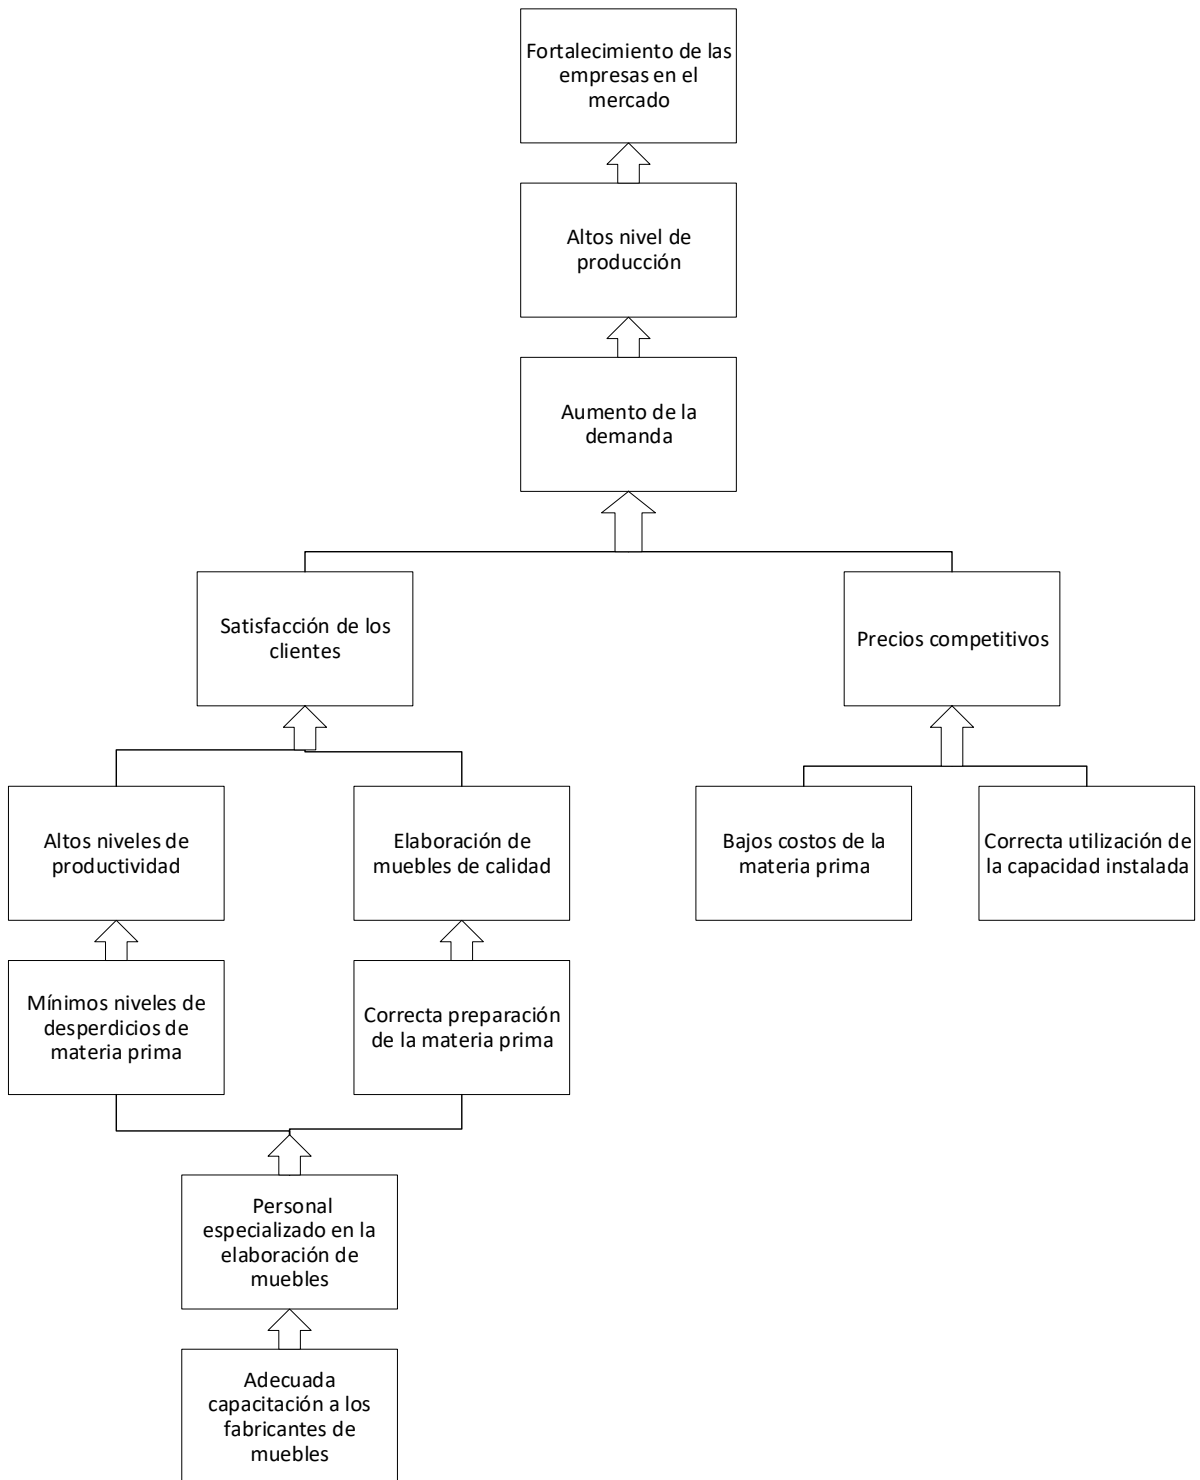 Fortalecimiento de las
empresas en el
mercado
Altos nivel de
producción
Aumento de la
demanda
Satisfacción de los
clientes
Precios competitivos
Altos niveles de
productividad
Elaboración de
muebles de calidad
Bajos costos de la
materia prima
Correcta utilización de
la capacidad instalada
Mínimos niveles de
desperdicios de
materia prima
Correcta preparación
de la materia prima
Personal
especializado en la
elaboración de
muebles
Adecuada
capacitación a los
fabricantes de
muebles